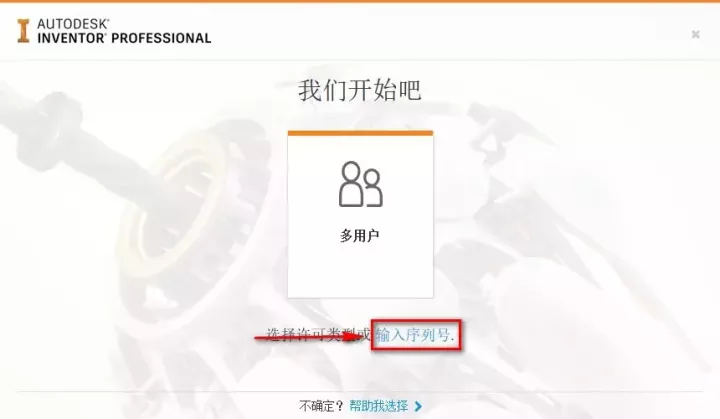 AUTODESK®
INVENTOR® PROFESSIONAL
我们开始吧
多用户
选择许可类型或 输入序列号.
不确定？ 帮助我选择